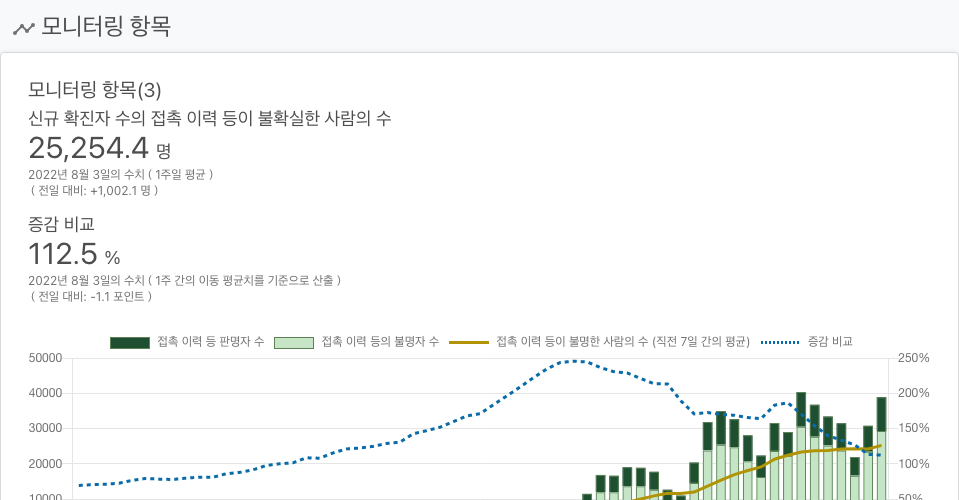 모니터링 항목
모니터링 항목(3)
신규 확진자 수의 접촉 이력 등이 불확실한 사람의 수
25,254.4 명
2022년 8월 3일의 수치 ( 1주일 평균 )
( 전일 대비: +1,002.1 명 )
증감 비교
112.5 %
2022년 8월 3일의 수치 ( 1주 간의 이동 평균치를 기준으로 산출 )
( 전일 대비: -1.1 포인트 )
접촉 이력 등 판명자 수 접촉 이력 등의 불명자 수 접촉 이력 등이 불명한 사람의 수 (직전 7일 간의 평균) 증감 비교
50000 250%
40000 200%
30000 150%
20000 100%
10000 50%